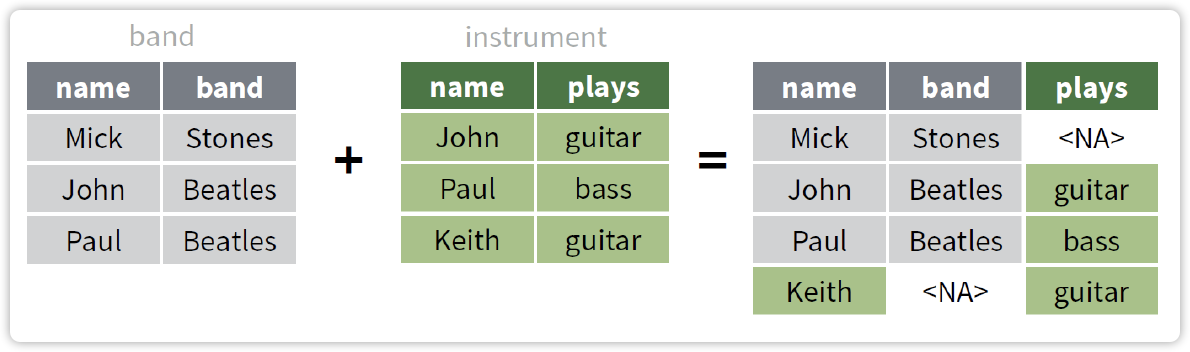 band
name band
Mick Stones
John Beatles
Paul Beatles
+
instrument
name plays
John guitar
Paul bass
Keith guitar
=
name band plays
Mick Stones <NA>
John Beatles guitar
Paul Beatles bass
Keith <NA> guitar